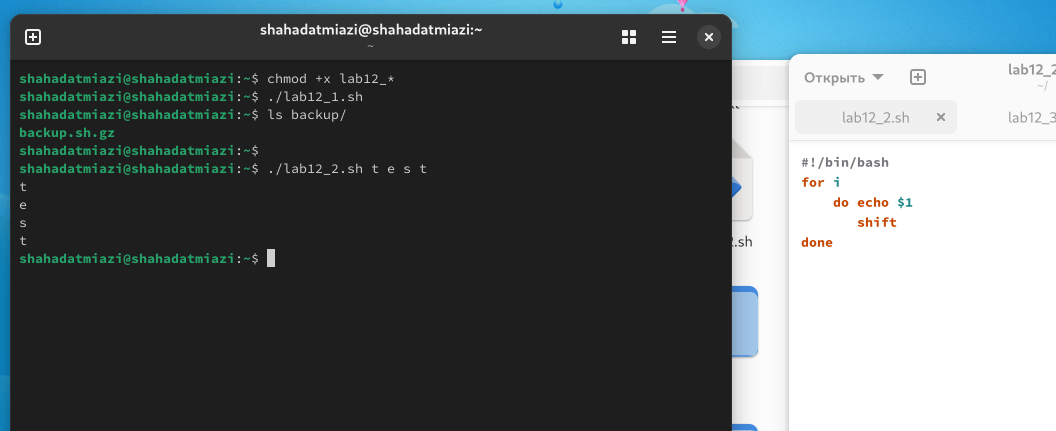 shahadatmiazi@shahadatmiazi:~
~
shahadatmiazi@shahadatmiazi:~$ chmod +x lab12_*
shahadatmiazi@shahadatmiazi:~$ ./lab12_1.sh
shahadatmiazi@shahadatmiazi:~$ ls backup/
backup.sh.gz
shahadatmiazi@shahadatmiazi:~$
shahadatmiazi@shahadatmiazi:~$ ./lab12_2.sh t e s t
t
e
s
t
shahadatmiazi@shahadatmiazi:~$
2.sh
Открыть
lab12_2
~/
lab12_2.sh
lab12_3
#!/bin/bash
for i
do echo $1
shift
done